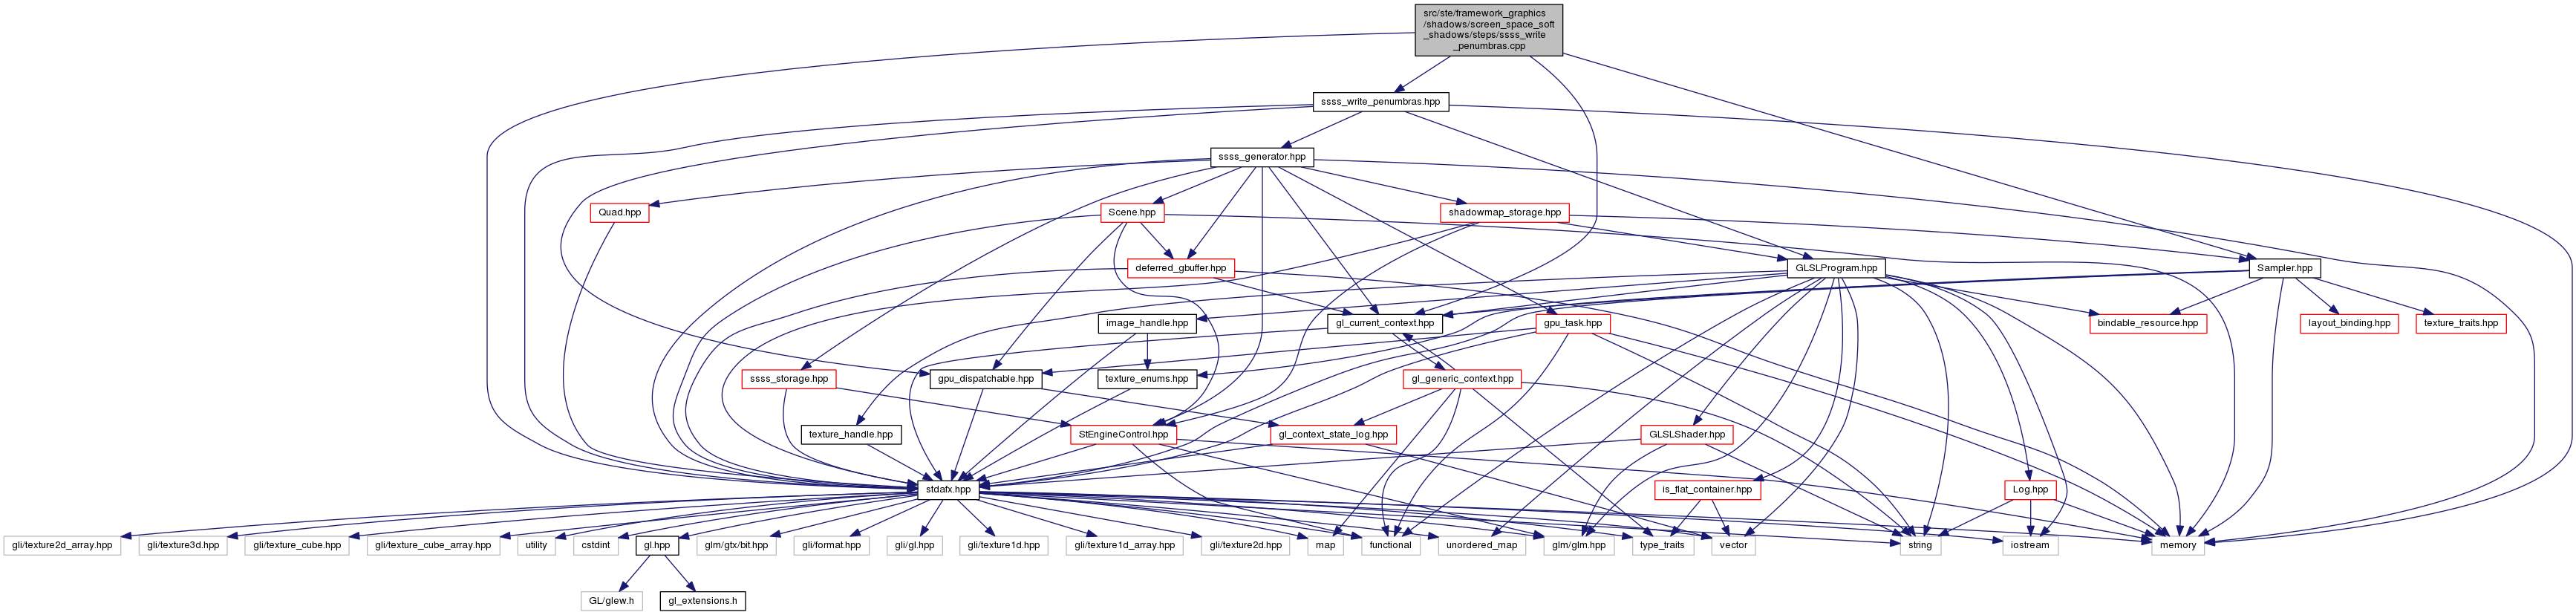 src/ste/framework_graphics
/shadows/screen_space_soft
_shadows/steps/ssss_write
_penumbras.cpp
ssss_write_penumbras.hpp
ssss_generator.hpp
Quad.hpp
Scene.hpp
shadowmap_storage.hpp
deferred_gbuffer.hpp
GLSLProgram.hpp
Sampler.hpp
image_handle.hpp
gl_current_context.hpp
gpu_task.hpp
bindable_resource.hpp
layout_binding.hpp
texture_traits.hpp
ssss_storage.hpp
gpu_dispatchable.hpp
texture_enums.hpp
gl_generic_context.hpp
texture_handle.hpp
StEngineControl.hpp
gl_context_state_log.hpp
GLSLShader.hpp
stdafx.hpp
is_flat_container.hpp
Log.hpp
gli/texture2d_array.hpp
gli/texture3d.hpp
gli/texture_cube.hpp
gli/texture_cube_array.hpp
utility
cstdint
gl.hpp
glm/gtx/bit.hpp
gli/format.hpp
gli/gl.hpp
gli/texture1d.hpp
gli/texture1d_array.hpp
gli/texture2d.hpp
map
functional
unordered_map
glm/glm.hpp
type_traits
vector
string
iostream
memory
GL/glew.h
gl_extensions.h